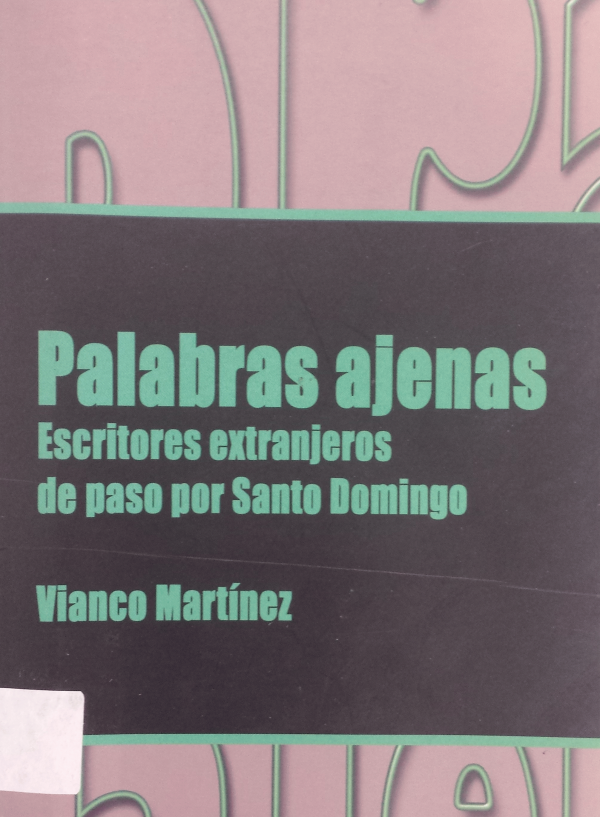 Palabras ajenas
Escritores extranjeros
de paso por Santo Domingo
Vianco Martínez